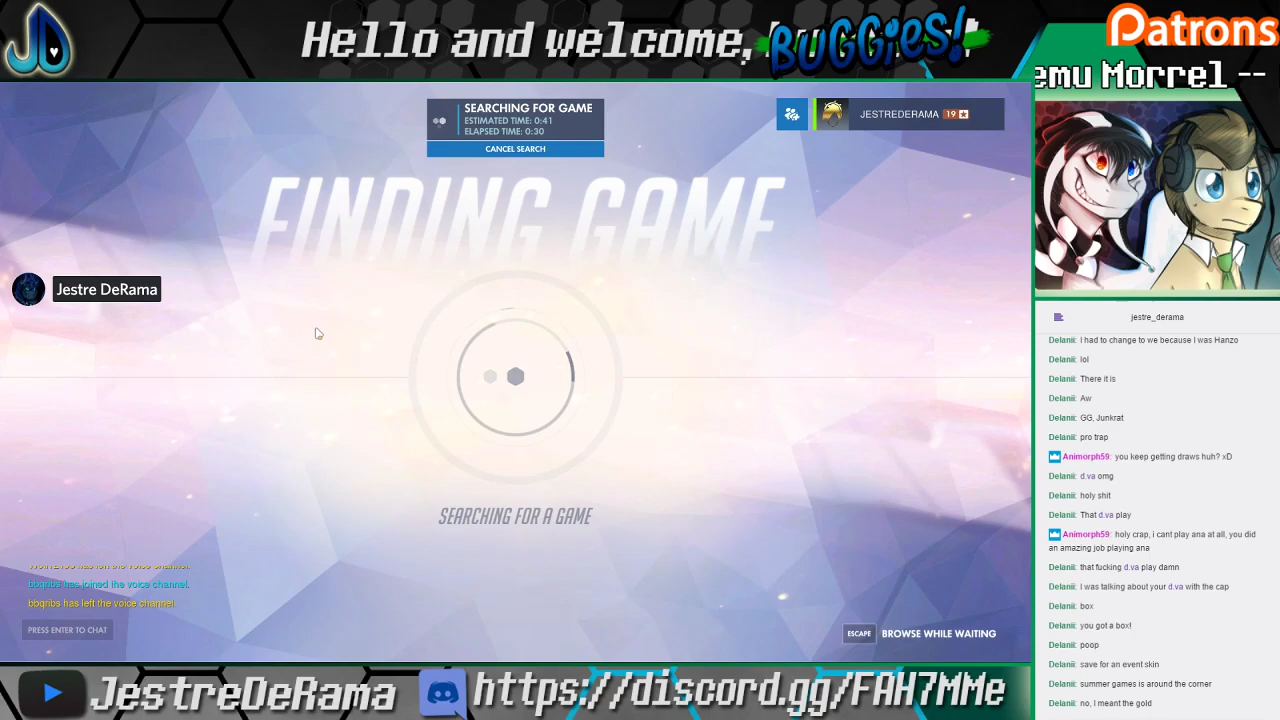 Hello and welcome, BUGGIES!
Patrons
emu Morrel --
JD
SEARCHING FOR GAME
ESTIMATED TIME: 0:41
ELAPSED TIME: 0:30
CANCEL SEARCH
JESTREDERAMA 19
FINDING GAME
Jestre DeRama
SEARCHING FOR A GAME
has left the voice channel.
bbqribs has joined the voice channel.
bbqribs has left the voice channel.
PRESS ENTER TO CHAT
ESCAPE BROWSE WHILE WAITING
jestre_derama
Delanii: I had to change to we because I was Hanzo
Delanii: lol
Delanii: There it is
Delanii: Aw
Delanii: GG, Junkrat
Delanii: pro trap
Animorph59: you keep getting draws huh? xD
Delanii: d.va omg
Delanii: holy shit
Delanii: That d.va play
Animorph59: holy crap, i cant play ana at all, you did
an amazing job playing ana
Delanii: that fucking d.va play damn
Delanii: I was talking about your d.va with the cap
Delanii: box
Delanii: you got a box!
Delanii: poop
Delanii: save for an event skin
Delanii: summer games is around the corner
Delanii: no, I meant the gold
JestreDeRama
https://discord.gg/FAH7MMe